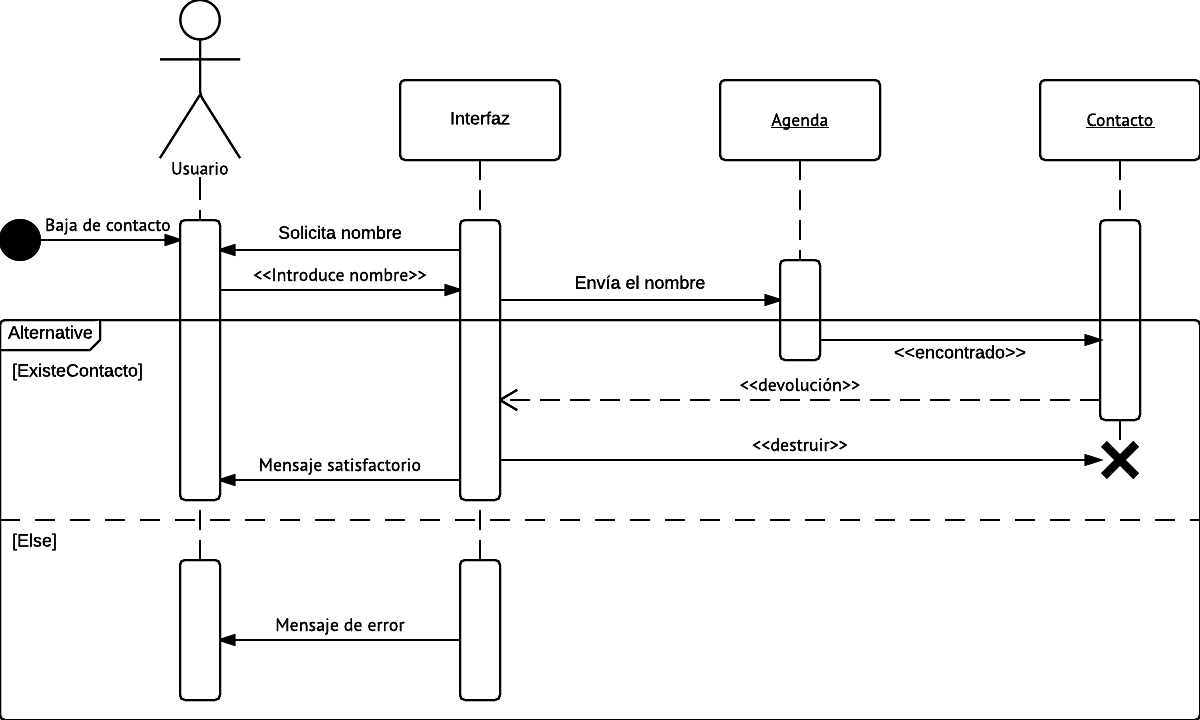 Usuario
Interfaz
Agenda
Contacto
Baja de contacto
Solicita nombre
<<Introduce nombre>>
Envía el nombre
Alternative
[ExisteContacto]
<<encontrado>>
<<devolución>>
<<destruir>>
Mensaje satisfactorio
[Else]
Mensaje de error